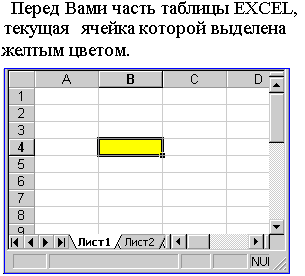 Перед Вами часть таблицы EXCEL,
текущая ячейка которой выделена
желтым цветом.
A B C D
1
2
3
4
5
6
7
8
9
Лист1 Лист2
NUM